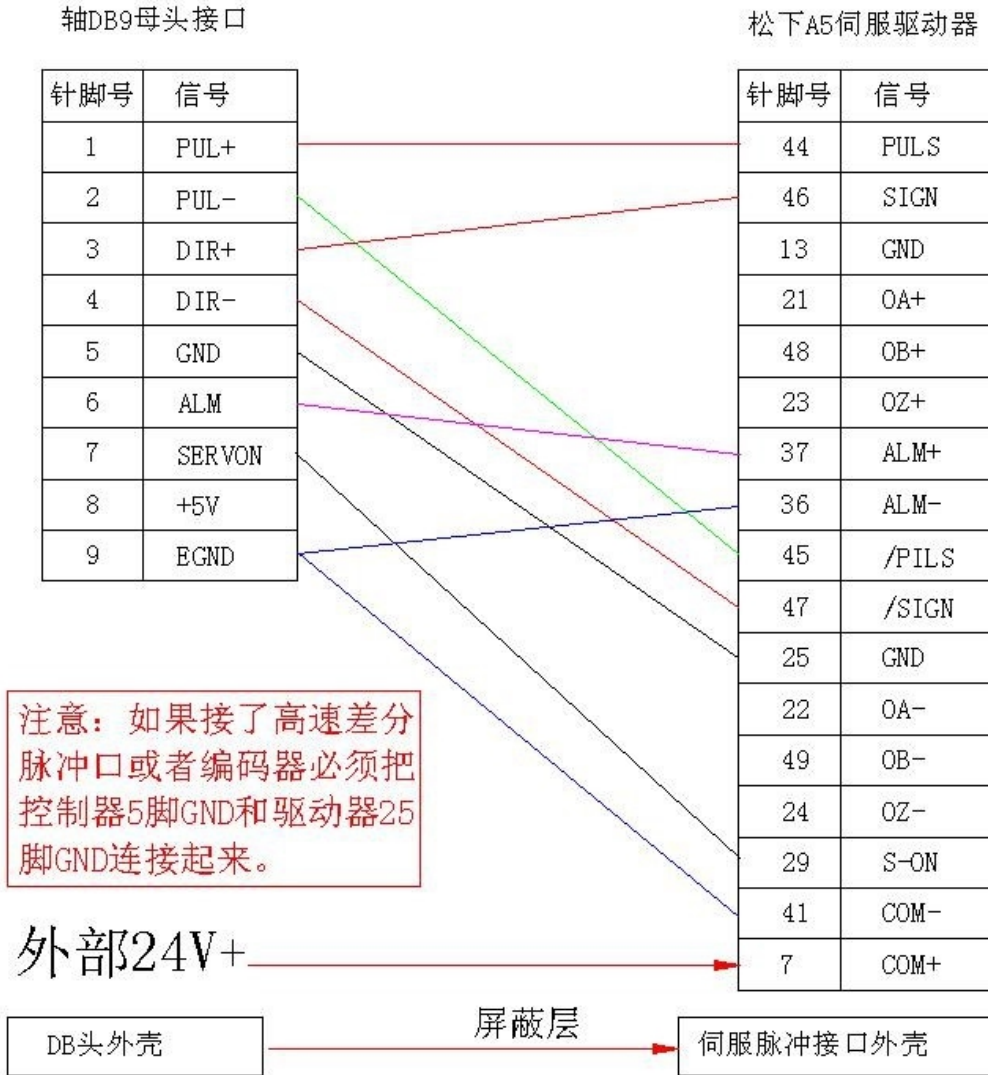 轴DB9母头接口
松下A5伺服驱动器
针脚号 信号
1 PUL+
2 PUL-
3 DIR+
4 DIR-
5 GND
6 ALM
7 SERVON
8 +5V
9 EGND
针脚号 信号
44 PULS
46 SIGN
13 GND
21 OA+
48 OB+
23 OZ+
37 ALM+
36 ALM-
45 /PILS
47 /SIGN
25 GND
22 OA-
49 OB-
24 OZ-
29 S-ON
41 COM-
7 COM+
注意：如果接了高速差分
脉冲口或者编码器必须把
控制器5脚GND和驱动器25
脚GND连接起来。
外部24V+
DB头外壳
屏蔽层
伺服脉冲接口外壳